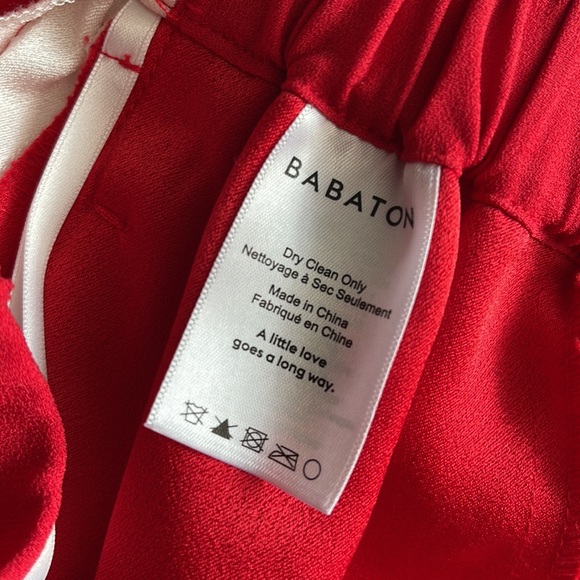 BABATON
Dry Clean Only
Nettoyage à Sec Seulement
Made in China
Fabriqué en Chine
A little love
goes a long way.